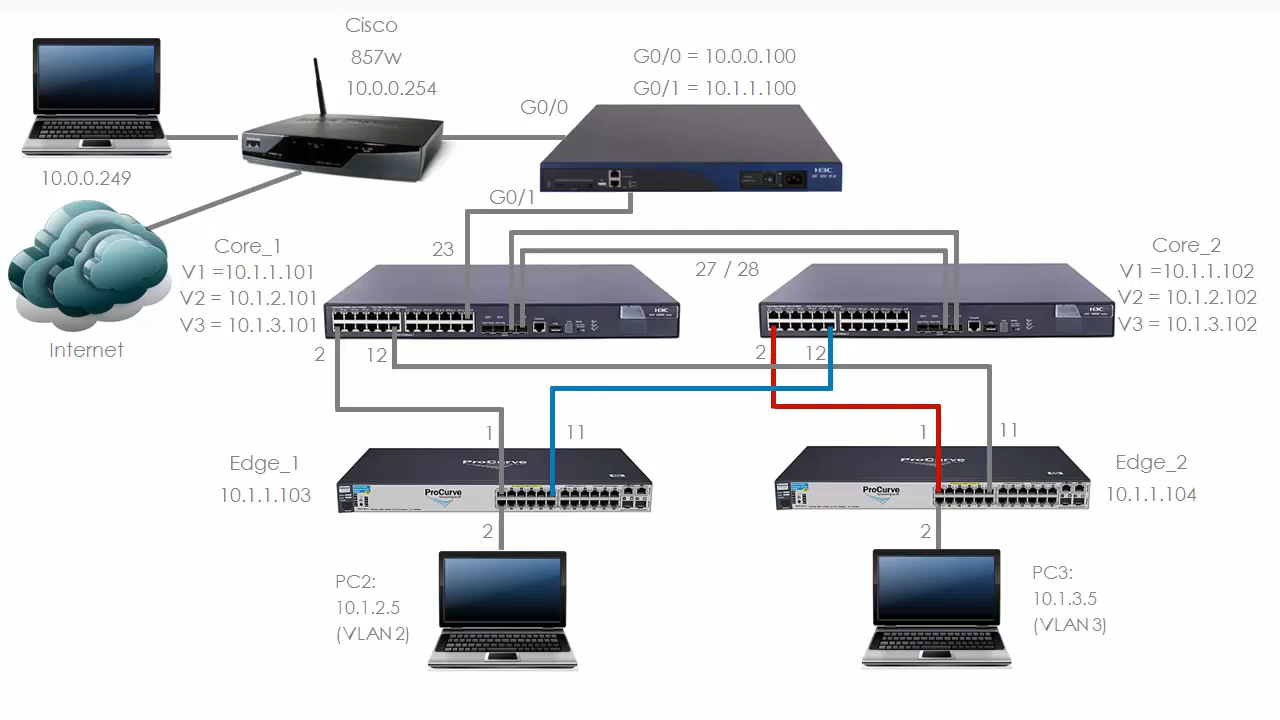 Cisco
857w
10.0.0.254
G0/0 = 10.0.0.100
G0/1 = 10.1.1.100
G0/0
H3C
10.0.0.249
G0/1
Core_1
V1 =10.1.1.101
V2 = 10.1.2.101
V3 = 10.1.3.101
23
27 / 28
Core_2
V1 =10.1.1.102
V2 = 10.1.2.102
V3 = 10.1.3.102
H3C
H3C
Internet
2
12
2
12
1
11
1
11
Edge_1
10.1.1.103
ProCurve
ProCurve
Edge_2
10.1.1.104
ProCurve
ProCurve
2
2
PC2:
10.1.2.5
(VLAN 2)
PC3:
10.1.3.5
(VLAN 3)